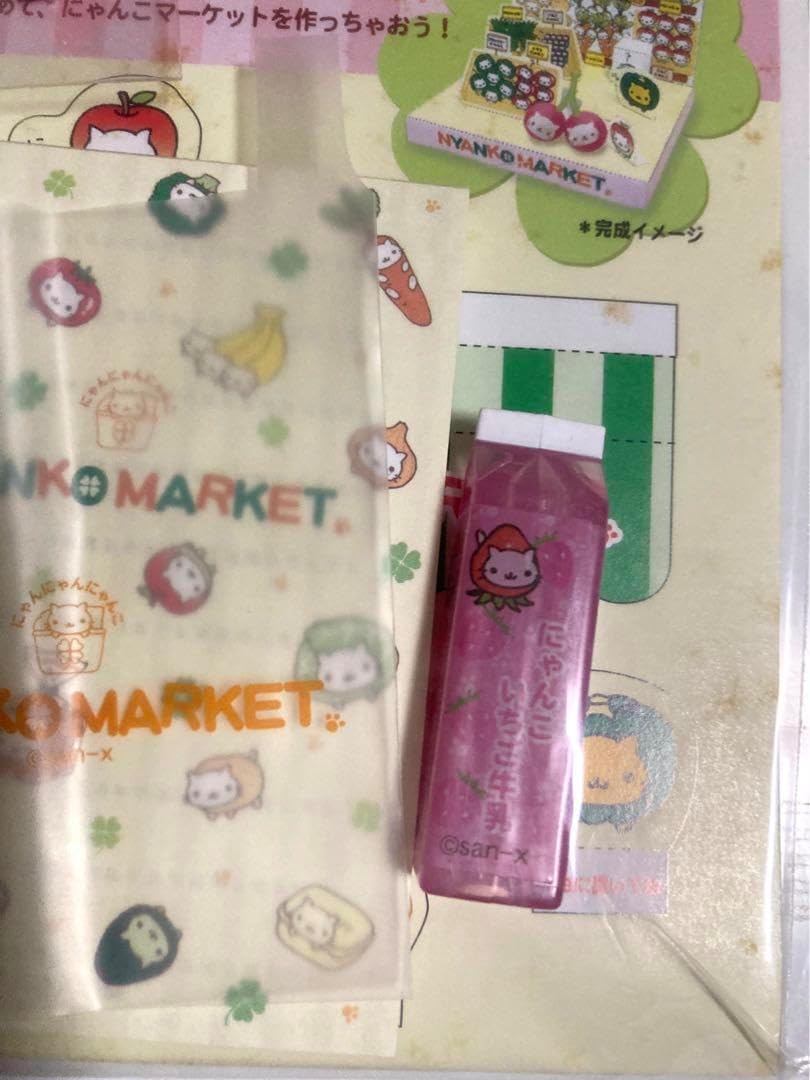 めて、にゃんこマーケットを作っちゃおう！
NYANKO MARKET
*完成イメージ
にゃんにゃんにゃんこ
NKO MARKET
にゃんにゃんにゃんこ
KO MARKET
©san-x
にゃんこ
いちご牛乳
©san-x